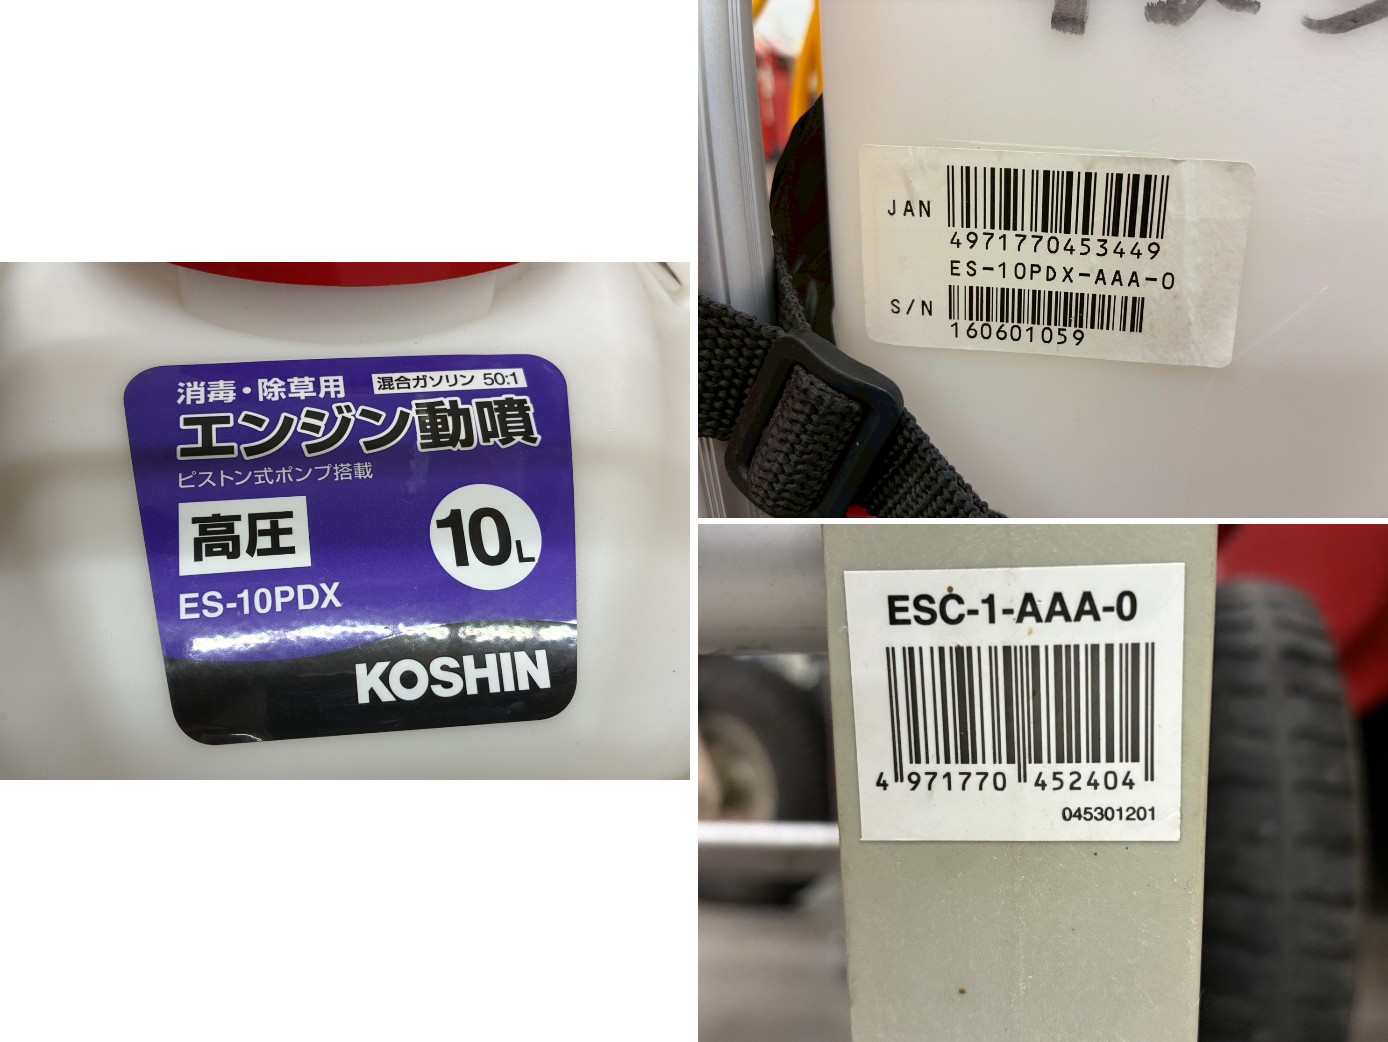 消毒・除草用 混合ガソリン 50:1
エンジン動噴
ピストン式ポンプ搭載
高圧
10L
ES-10PDX
KOSHIN
JAN
4971770453449
ES-10PDX-AAA-0
S/N
160601059
ESC-1-AAA-0
4 971770 452404
045301201